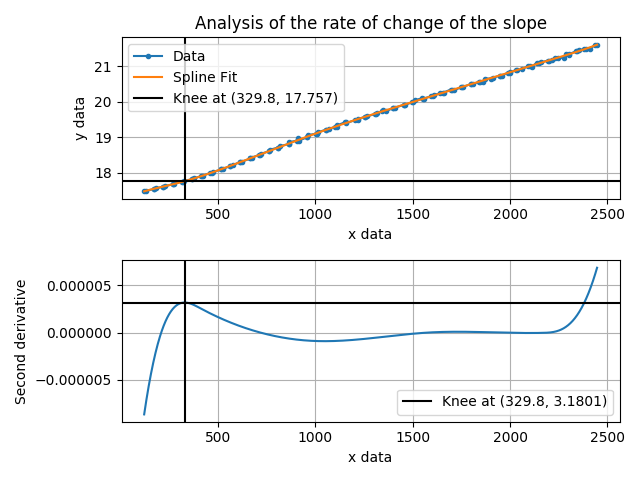 Analysis of the rate of change of the slope
Data
Spline Fit
Knee at (329.8, 17.757)
y data
21
20
19
18
500 1000 1500 2000 2500
x data
Second derivative
0.000005
0.000000
−0.000005
Knee at (329.8, 3.1801)
500 1000 1500 2000 2500
x data